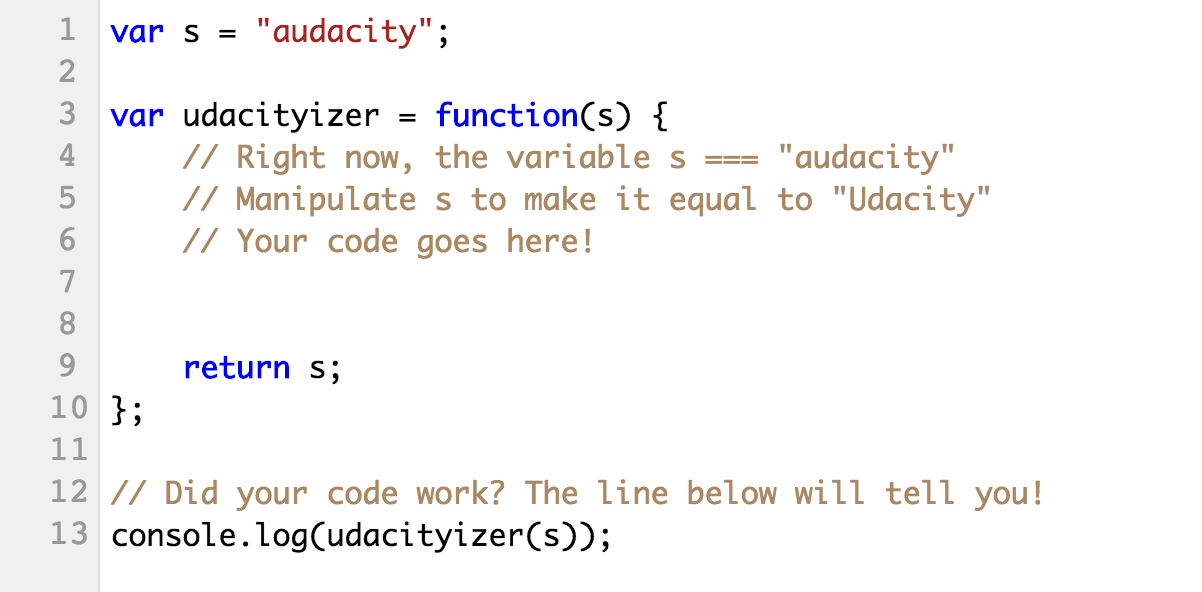 1 var s = "audacity";
2
3 var udacityizer = function(s) {
4     // Right now, the variable s === "audacity"
5     // Manipulate s to make it equal to "Udacity"
6     // Your code goes here!
7
8
9     return s;
10 };
11
12 // Did your code work? The line below will tell you!
13 console.log(udacityizer(s));